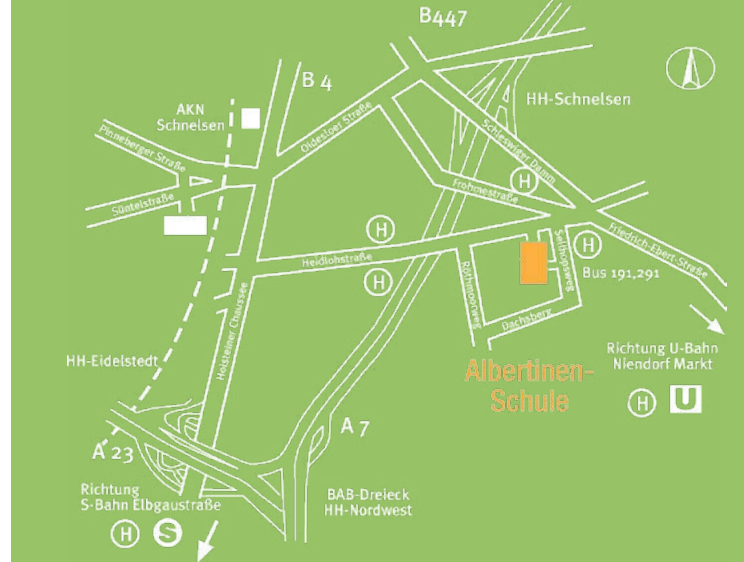 B447
B 4
AKN
Schnelsen
HH-Schnelsen
Oldesloer Straße
Pinneberger Straße
Schleswiger Damm
Frohmestraße
H
Süntelstraße
H
H
Friedrich-Ebert-Straße
Sellhopsweg
Heidlohstraße
H
Bus 191,291
Röthmoorweg
Holsteiner Chaussee
Dachsberg
HH-Eidelstedt
Richtung U-Bahn
Niendorf Markt
H U
Albertinen-
Schule
A 7
A 23
Richtung
S-Bahn Elbgaustraße
H S
BAB-Dreieck
HH-Nordwest